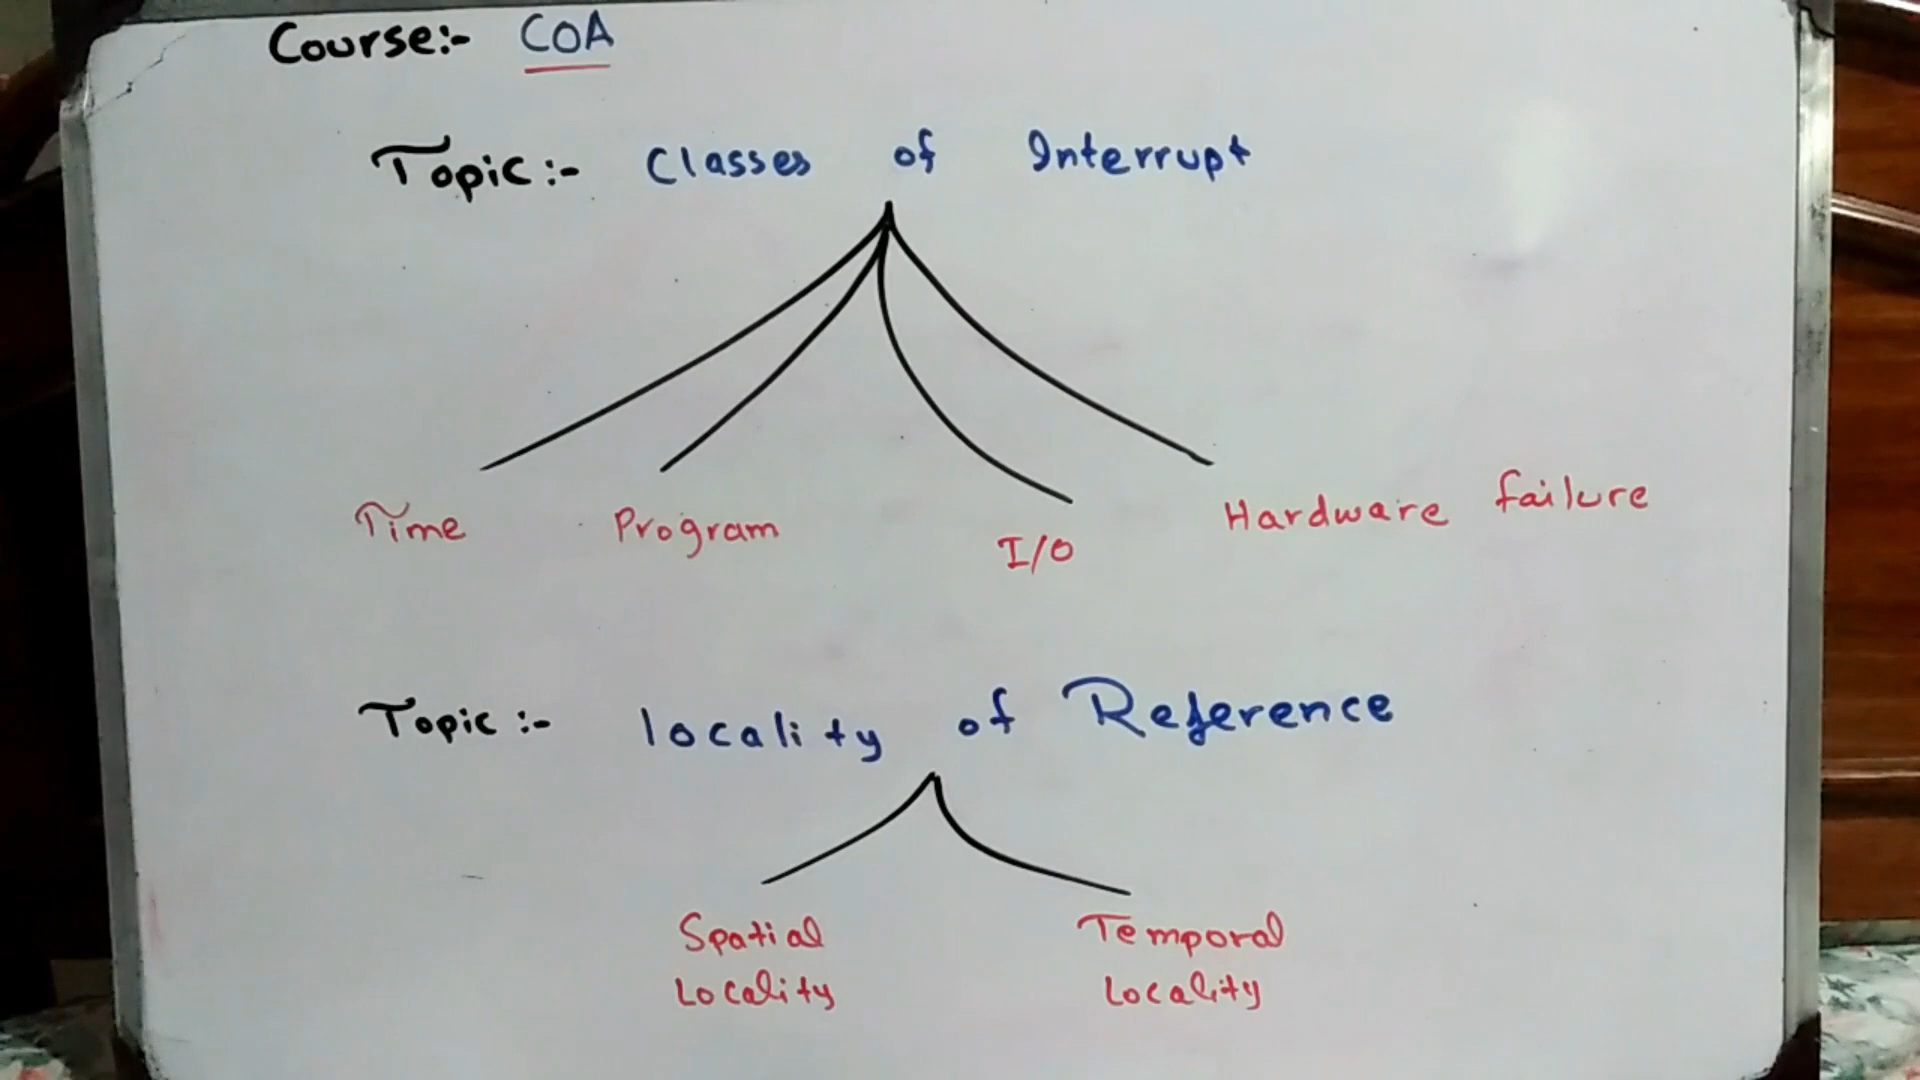 Course:- COA
Topic:- Classes of Interrupt
Time Program I/O Hardware failure
Topic:- locality of Reference
Spatial Temporal
Locality Locality